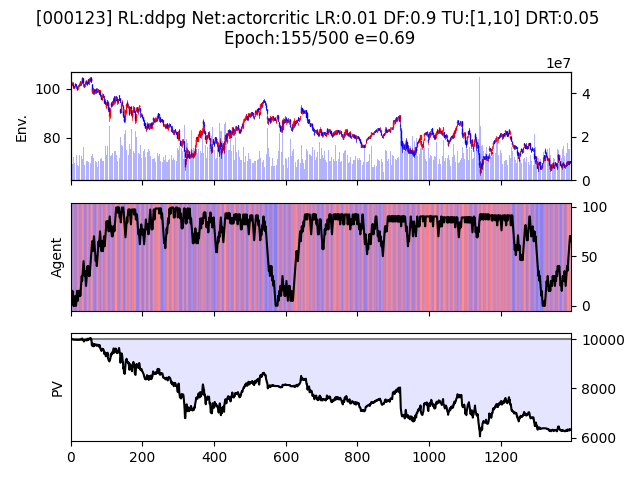 [000123] RL:ddpg Net:actorcritic LR:0.01 DF:0.9 TU:[1,10] DRT:0.05
Epoch:155/500 e=0.69
1e7
100
80
Env.
4
2
0
Agent
100
50
0
PV
10000
8000
6000
0 200 400 600 800 1000 1200